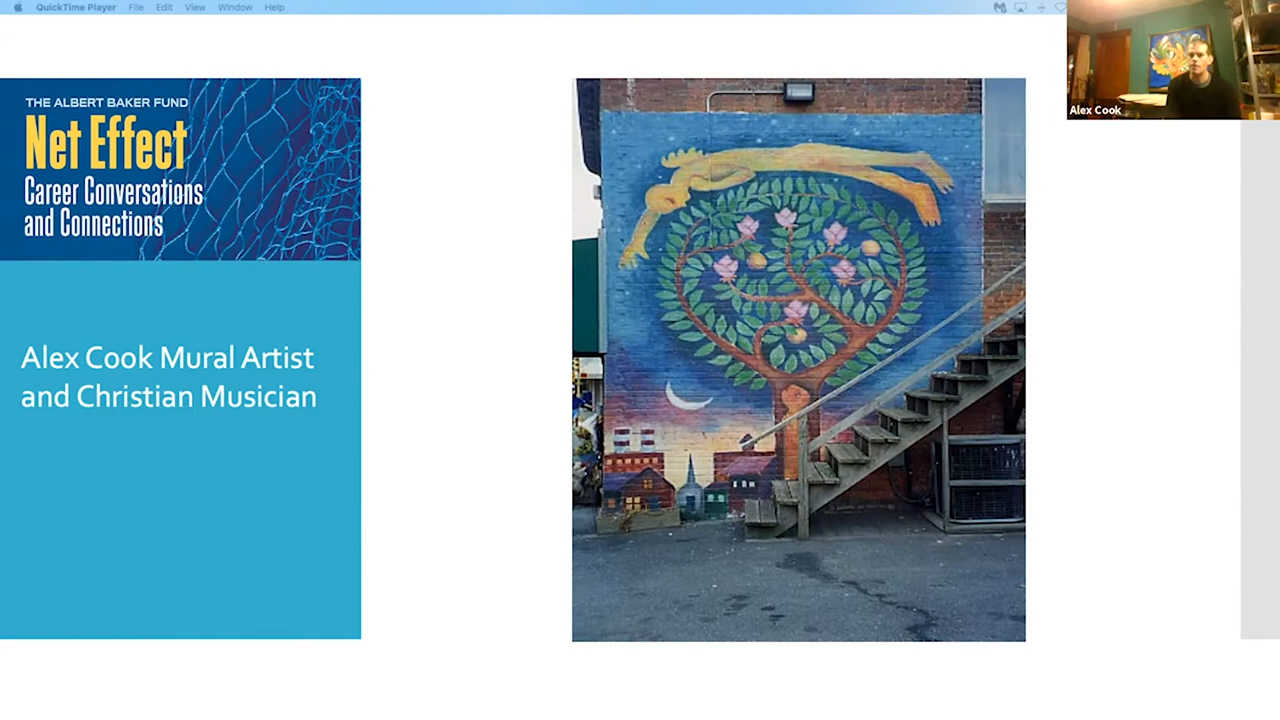 QuickTime Player File Edit View Window Help
Alex Cook
THE ALBERT BAKER FUND
Net Effect
Career Conversations
and Connections
Alex Cook Mural Artist
and Christian Musician